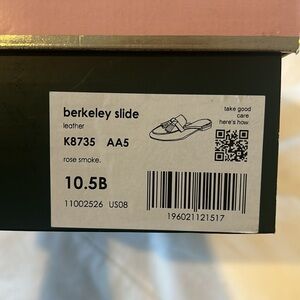 berkeley slide
leather
K8735 AA5
rose smoke.
10.5B
11002526 US08
take good
care
here's how
196021121517